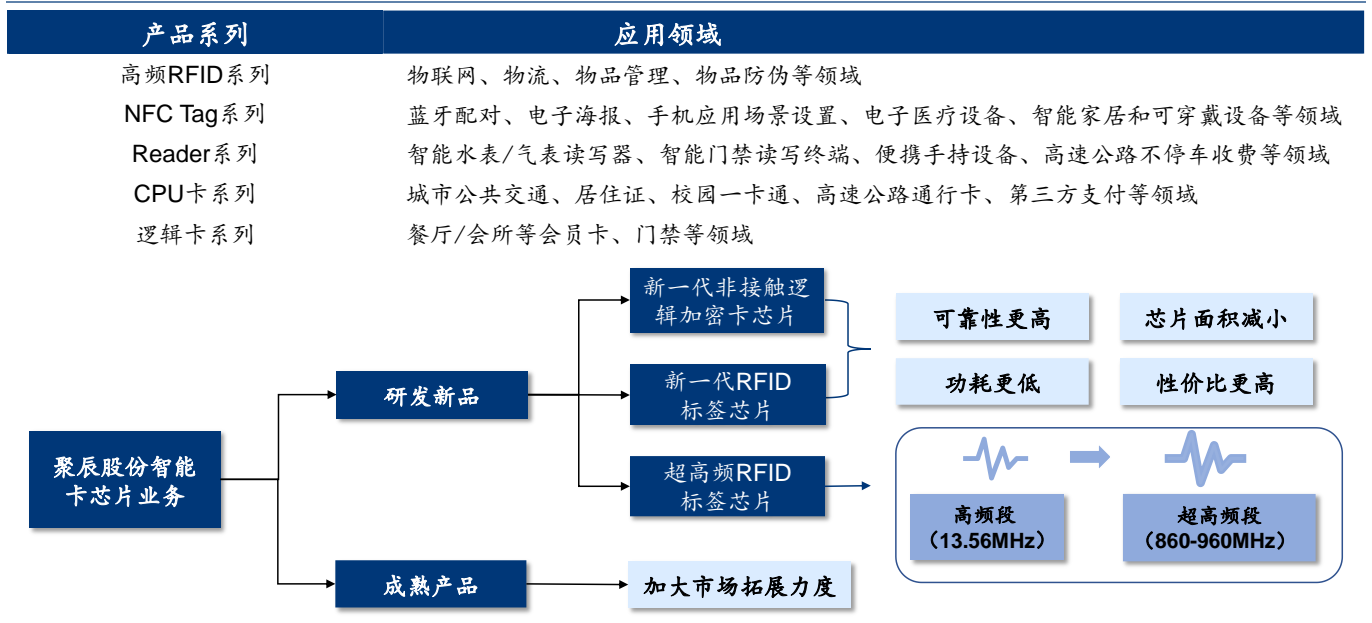 产品系列 应用领域
高频RFID系列 物联网、物流、物品管理、物品防伪等领域
NFC Tag系列 蓝牙配对、电子海报、手机应用场景设置、电子医疗设备、智能家居和可穿戴设备等领域
Reader系列 智能水表/气表读写器、智能门禁读写终端、便携手持设备、高速公路不停车收费等领域
CPU卡系列 城市公共交通、居住证、校园一卡通、高速公路通行卡、第三方支付等领域
逻辑卡系列 餐厅/会所等会员卡、门禁等领域
聚辰股份智能
卡芯片业务
研发新品
新一代非接触逻
辑加密卡芯片
新一代RFID
标签芯片
超高频RFID
标签芯片
可靠性更高
芯片面积减小
功耗更低
性价比更高
高频段
（13.56MHz）
超高频段
（860-960MHz）
成熟产品
加大市场拓展力度